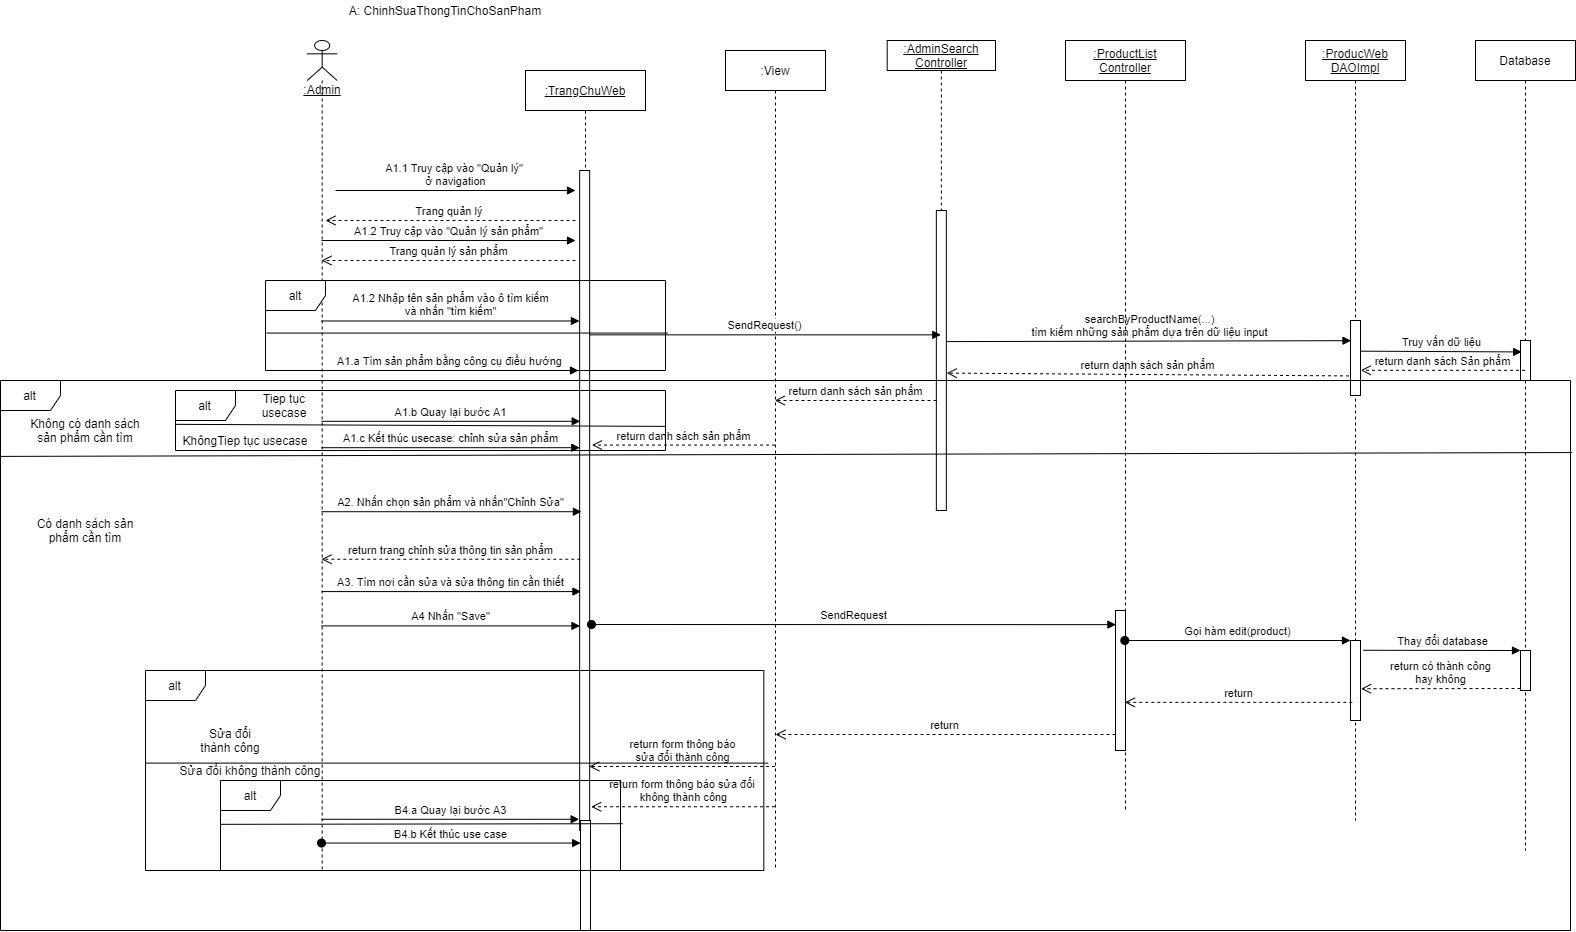 A: ChinhSuaThongTinChoSanPham
:Admin
:TrangChuWeb
:View
:AdminSearch
Controller
:ProductList
Controller
:ProducWeb
DAOImpl
Database
A1.1 Truy cập vào "Quản lý"
ở navigation
Trang quản lý
A1.2 Truy cập vào "Quản lý sản phẩm"
Trang quản lý sản phẩm
alt
A1.2 Nhập tên sản phẩm vào ô tìm kiếm
và nhấn "tìm kiếm"
SendRequest()
searchByProductName(...)
tìm kiếm những sản phẩm dựa trên dữ liệu input
Truy vấn dữ liệu
return danh sách Sản phẩm
return danh sách sản phẩm
A1.a Tìm sản phẩm bằng công cụ điều hướng
return danh sách sản phẩm
alt
Không có danh sách
sản phẩm cần tìm
alt
Tiep tục
usecase
A1.b Quay lại bước A1
KhôngTiep tục usecase
A1.c Kết thúc usecase: chỉnh sửa sản phẩm
return danh sách sản phẩm
A2. Nhấn chọn sản phẩm và nhấn"Chỉnh Sửa"
Có danh sách sản
phẩm cần tìm
return trang chỉnh sửa thông tin sản phẩm
A3. Tìm nơi cần sửa và sửa thông tin cần thiết
A4 Nhấn "Save"
SendRequest
Gọi hàm edit(product)
Thay đổi database
return có thành công
hay không
return
return
alt
Sửa đổi
thành công
return form thông báo
sửa đổi thành công
Sửa đổi không thành công
alt
return form thông báo sửa đổi
không thành công
B4.a Quay lại bước A3
B4.b Kết thúc use case